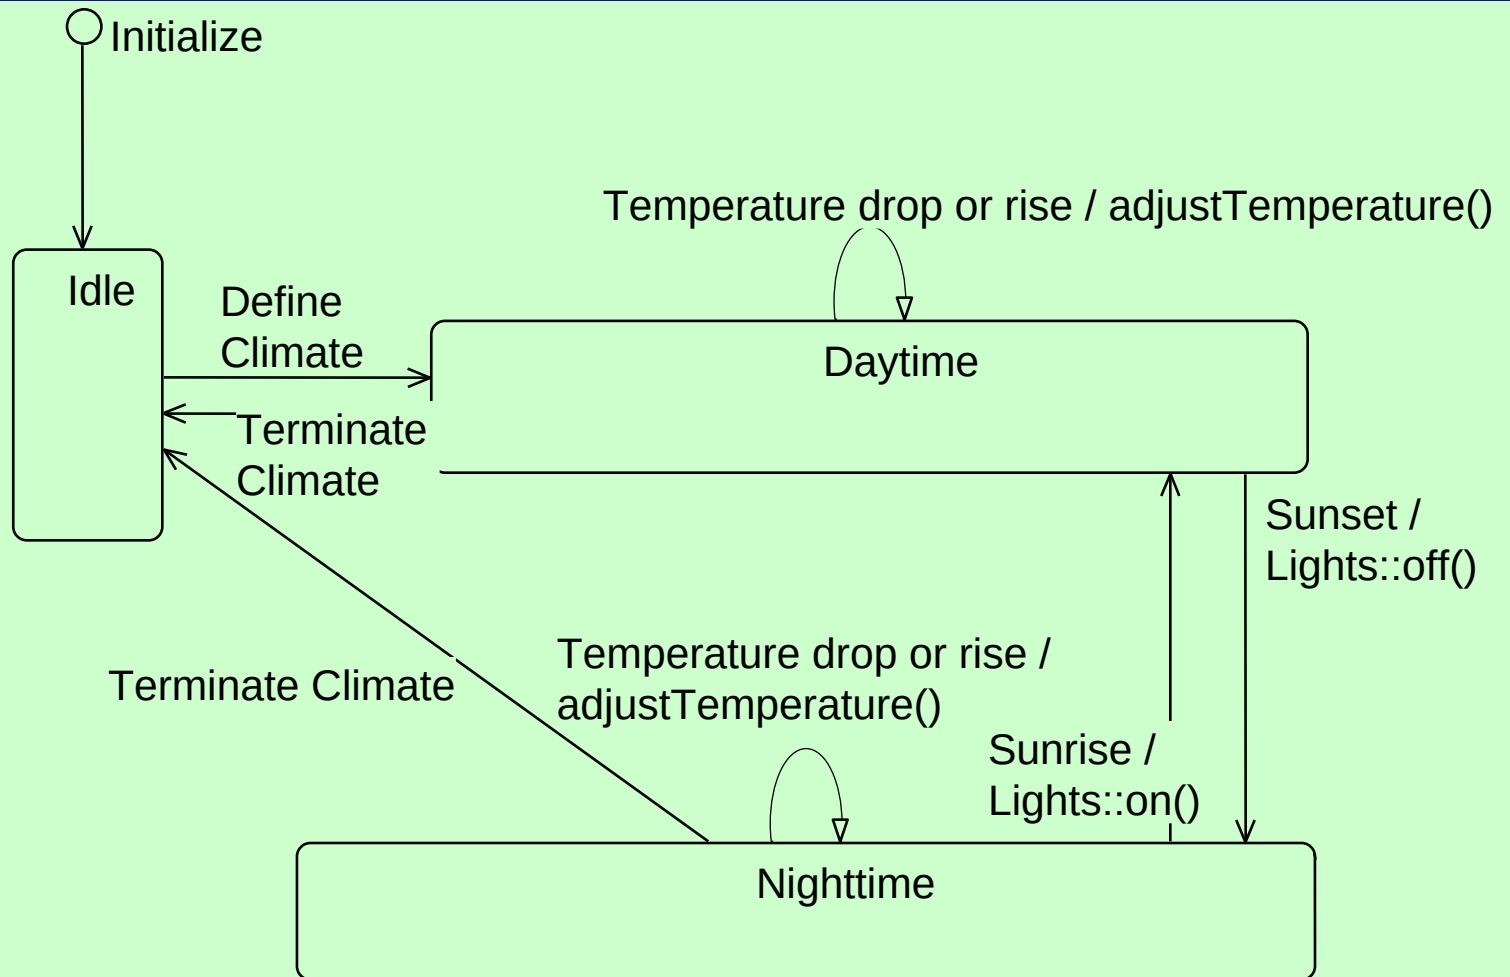 Initialize
Temperature drop or rise / adjustTemperature()
Idle
Define
Climate
Daytime
Terminate
Climate
Sunset /
Lights::off()
Temperature drop or rise /
adjustTemperature()
Terminate Climate
Sunrise /
Lights::on()
Nighttime